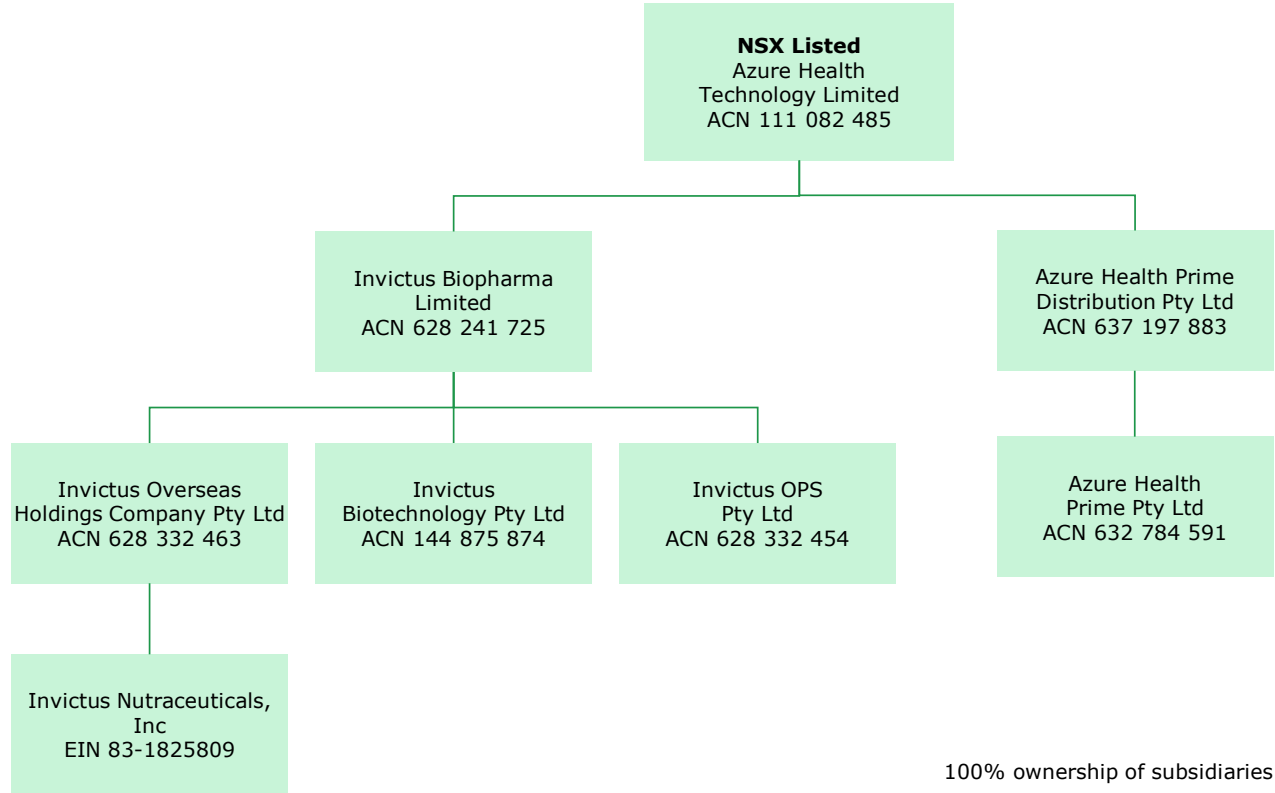 NSX Listed
Azure Health
Technology Limited
ACN 111 082 485
Invictus Biopharma
Limited
ACN 628 241 725
Azure Health Prime
Distribution Pty Ltd
ACN 637 197 883
Invictus Overseas
Holdings Company Pty Ltd
ACN 628 332 463
Invictus
Biotechnology Pty Ltd
ACN 144 875 874
Invictus OPS
Pty Ltd
ACN 628 332 454
Azure Health
Prime Pty Ltd
ACN 632 784 591
Invictus Nutraceuticals,
Inc
EIN 83-1825809
100% ownership of subsidiaries